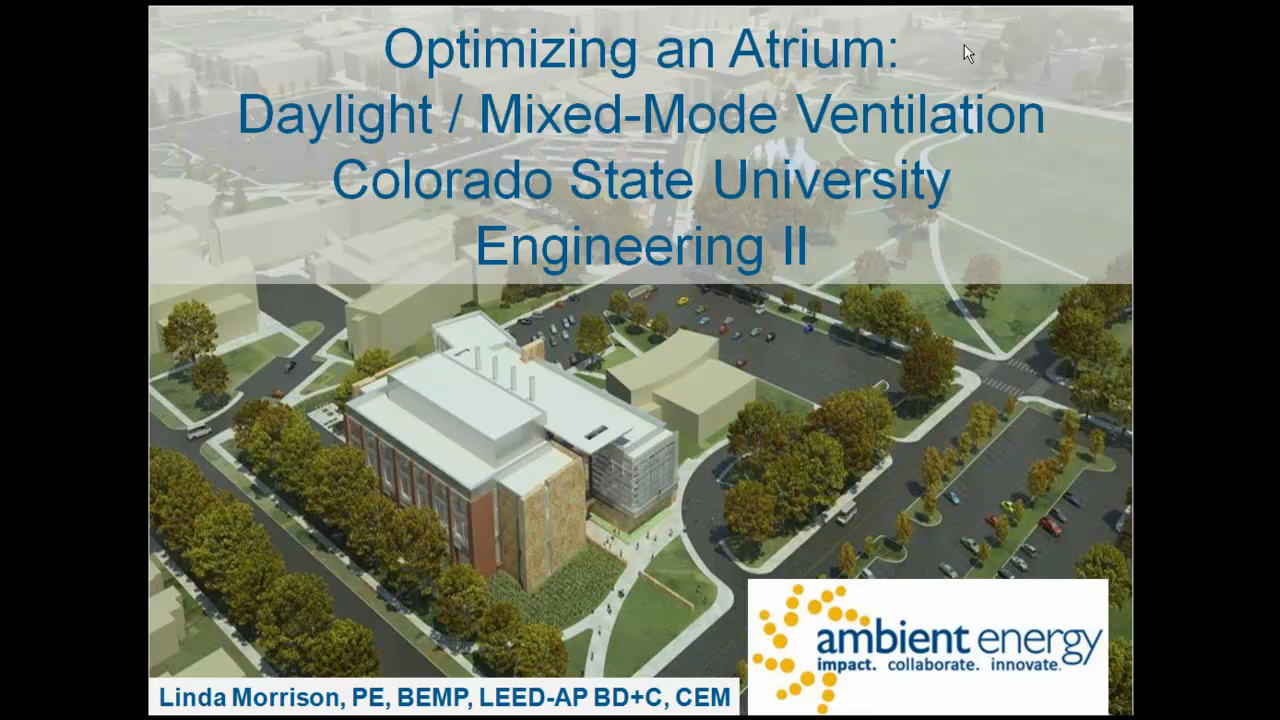 Optimizing an Atrium:
Daylight / Mixed-Mode Ventilation
Colorado State University
Engineering II
ambient energy
impact. collaborate. innovate.
Linda Morrison, PE, BEMP, LEED-AP BD+C, CEM